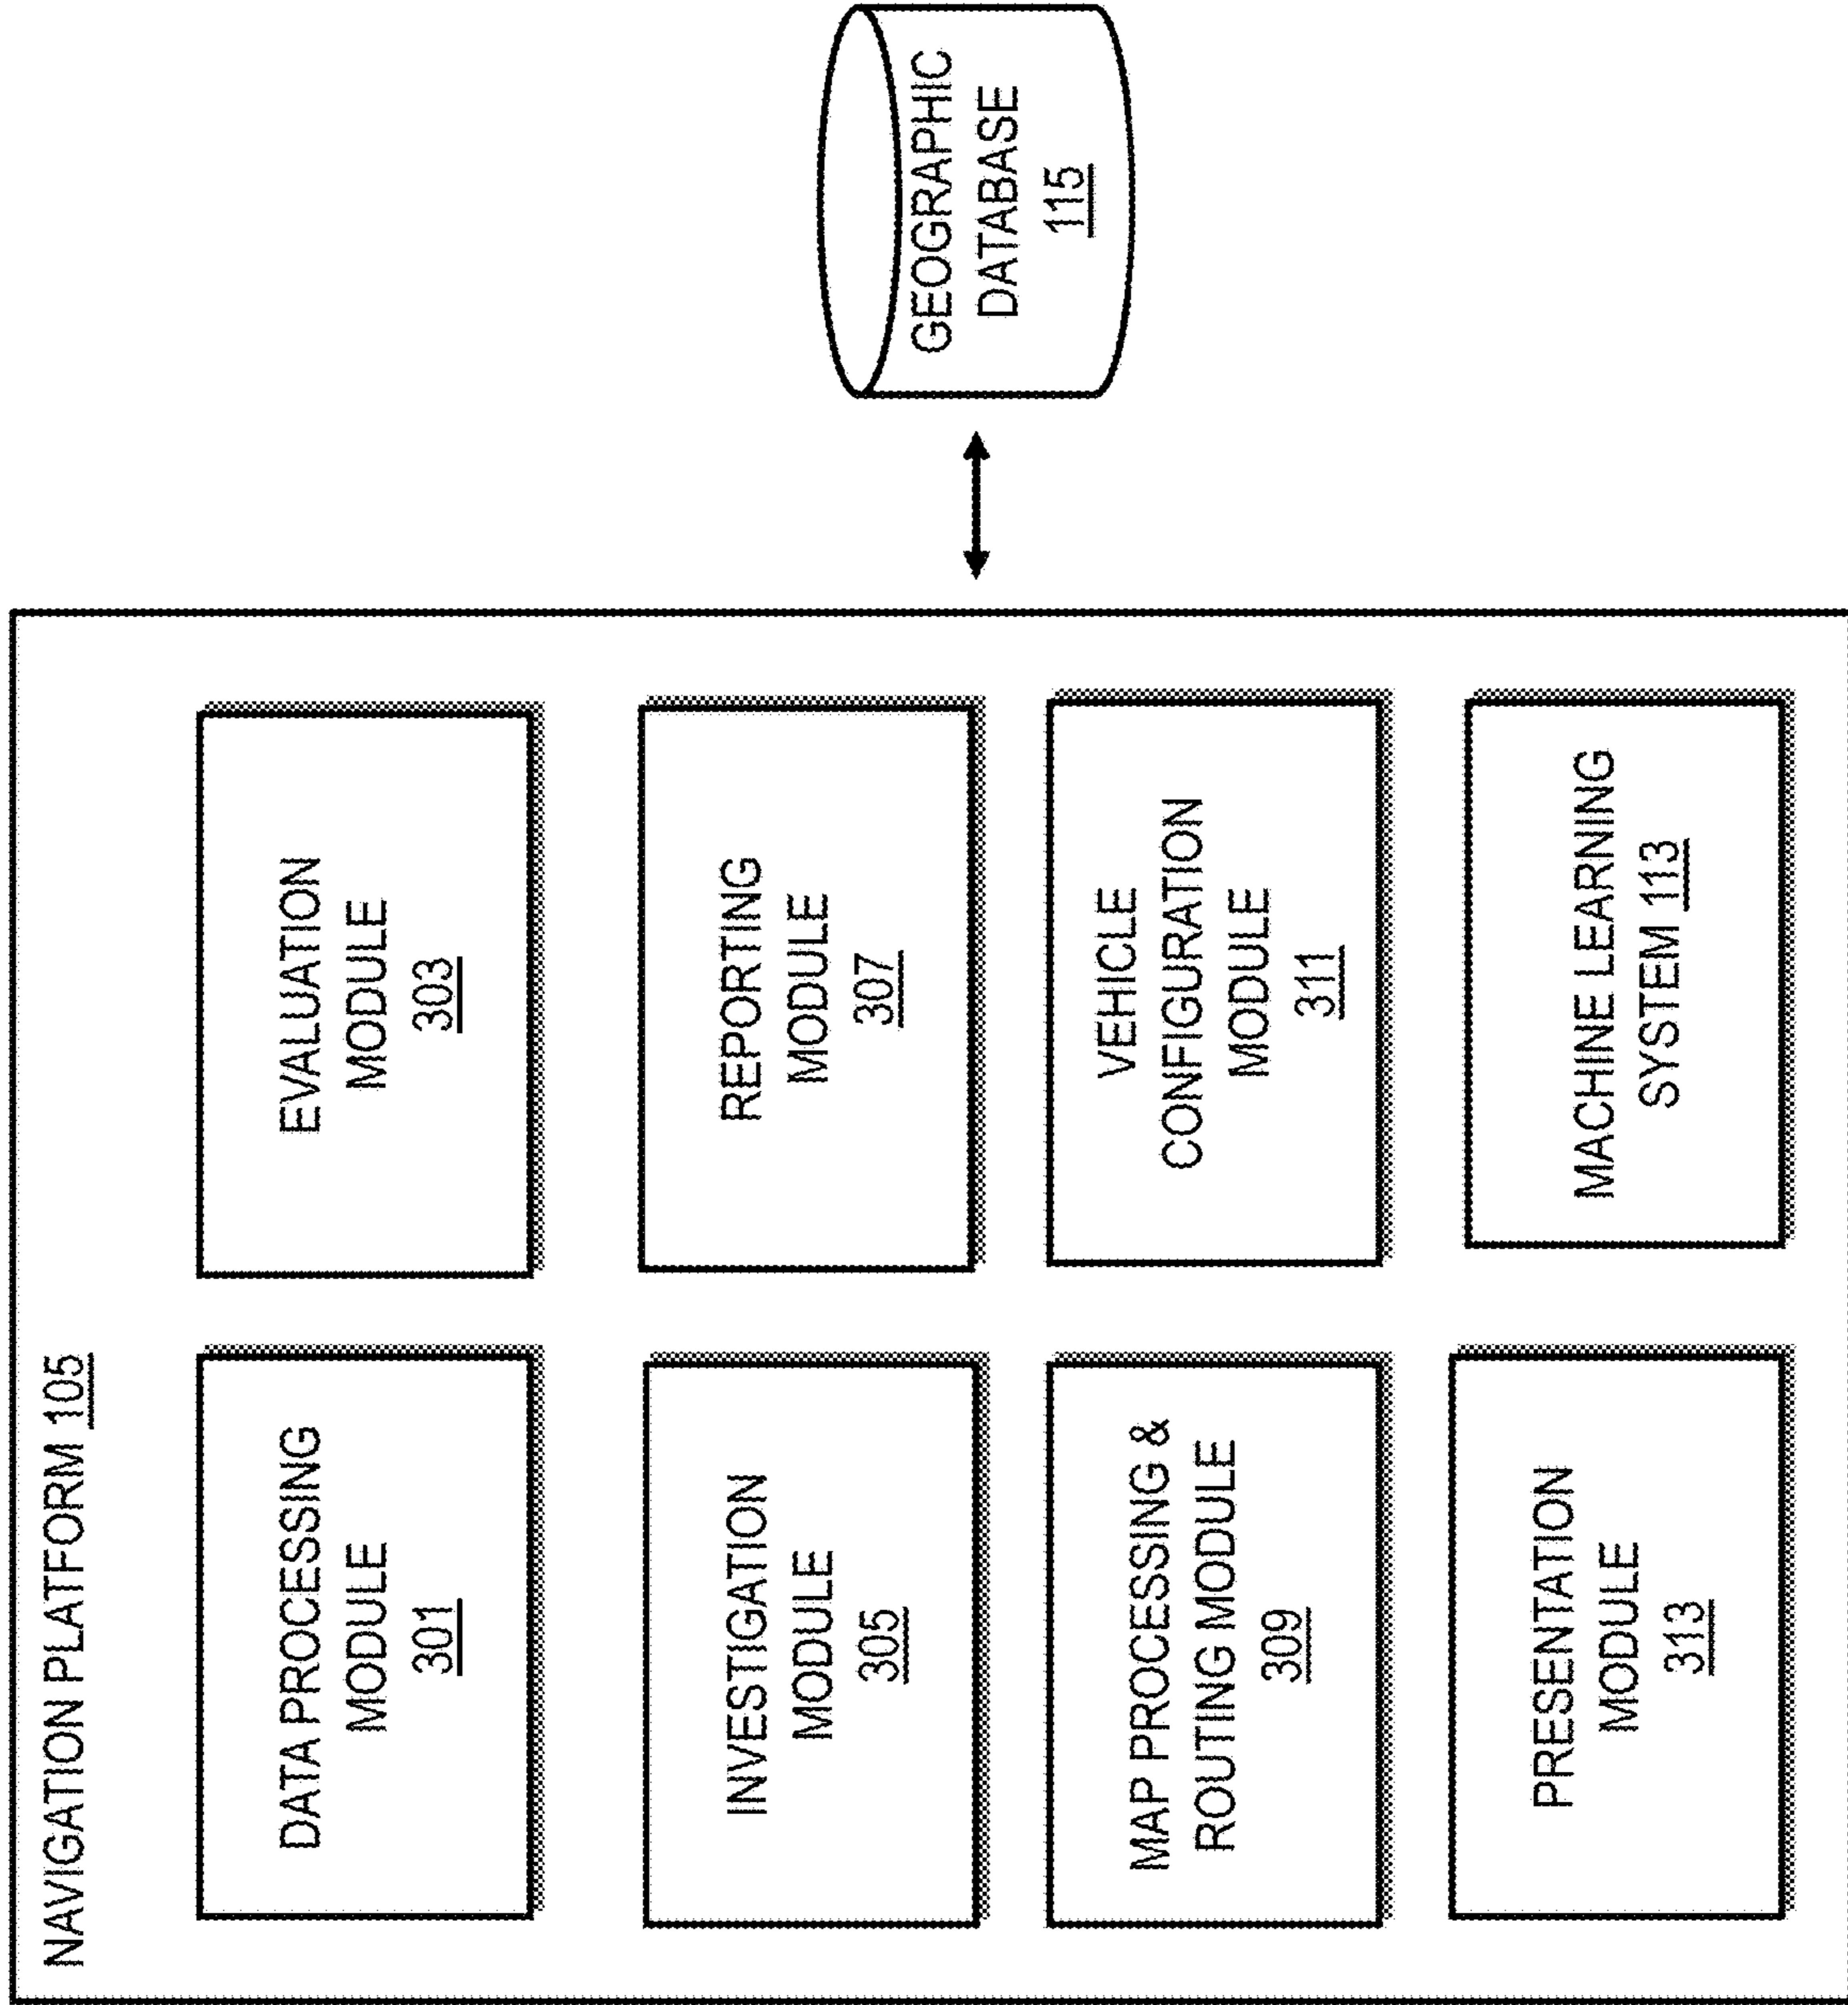 NAVIGATION PLATFORM 105
DATA PROCESSING
MODULE
301
EVALUATION
MODULE
303
INVESTIGATION
MODULE
305
REPORTING
MODULE
307
MAP PROCESSING &
ROUTING MODULE
309
VEHICLE
CONFIGURATION
MODULE
311
PRESENTATION
MODULE
313
MACHINE LEARNING
SYSTEM 113
GEOGRAPHIC
DATABASE
115